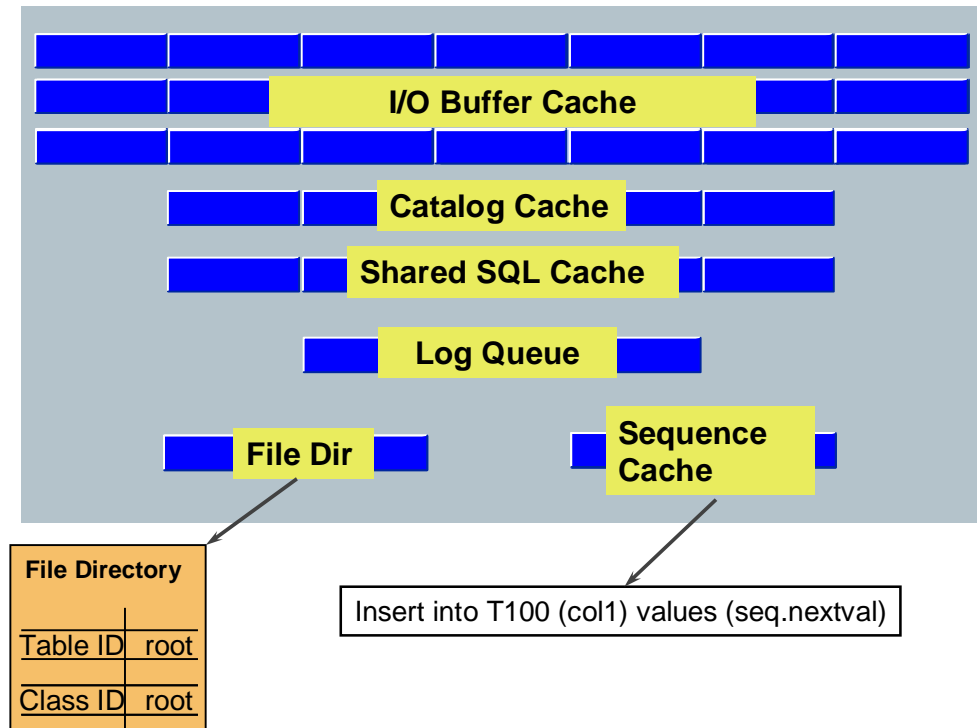 I/O Buffer Cache
Catalog Cache
Shared SQL Cache
Log Queue
File Dir
Sequence
Cache
File Directory
Table ID root
Class ID root
Insert into T100 (col1) values (seq.nextval)